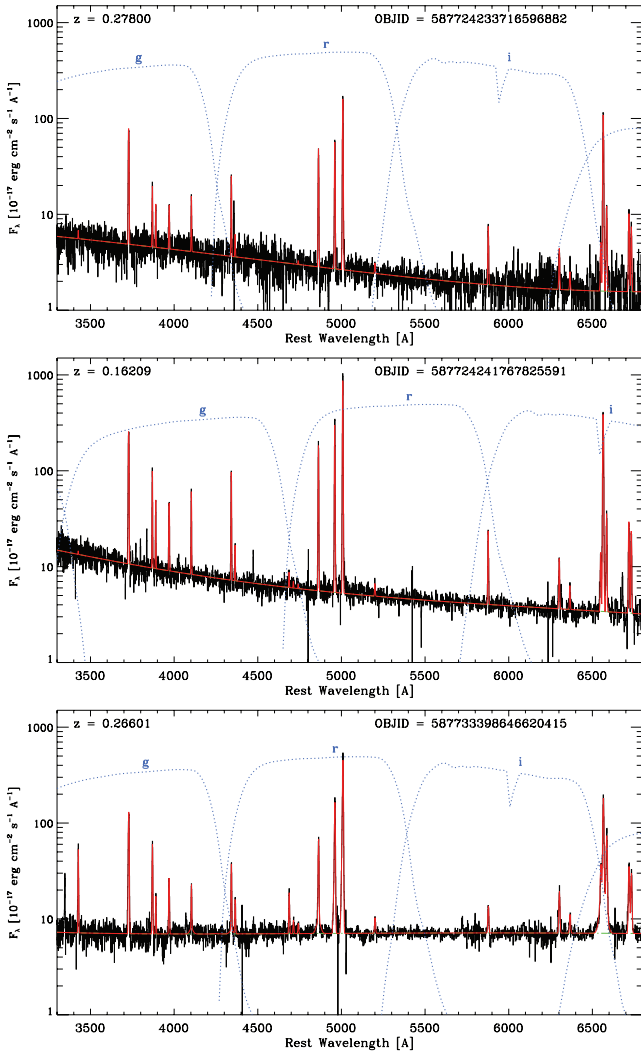 z = 0.27800 OBJID = 587724233716596882
g r i
1000
100
10
1
F_λ [10⁻¹⁷ erg cm⁻² s⁻¹ A⁻¹]
3500 4000 4500 5000 5500 6000 6500
Rest Wavelength [A]
z = 0.16209 OBJID = 587724241767825591
g r i
1000
100
10
1
F_λ [10⁻¹⁷ erg cm⁻² s⁻¹ A⁻¹]
3500 4000 4500 5000 5500 6000 6500
Rest Wavelength [A]
z = 0.26601 OBJID = 587733398646620415
g r i
1000
100
10
1
F_λ [10⁻¹⁷ erg cm⁻² s⁻¹ A⁻¹]
3500 4000 4500 5000 5500 6000 6500
Rest Wavelength [A]